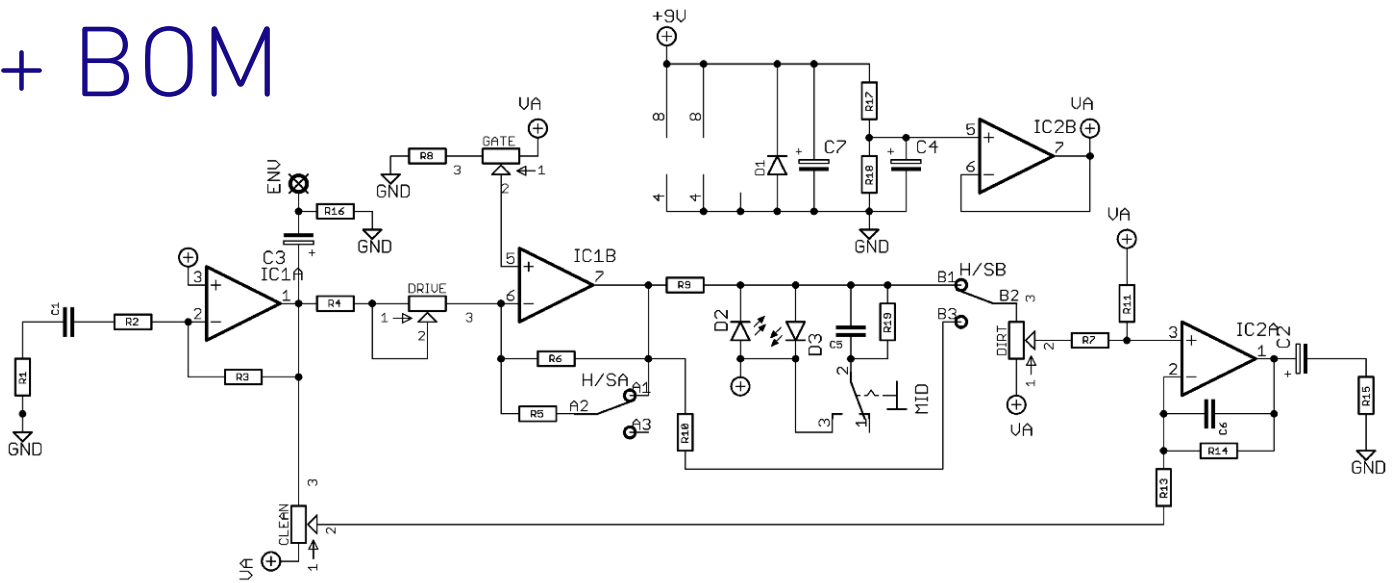 + BOM
+9V
8
8
4
4
D1
+
C7
R17
R18
+
C4
5
6
+
−
IC2B
7
VA
GND
VA
GATE
R8
3
1
2
GND
ENV
R16
GND
C3
+
IC1A
3
2
+
−
1
C1
R2
R3
R1
GND
R4
DRIVE
1
2
3
5
6
+
−
IC1B
7
R6
H/SA
R5
A2
A1
A3
R9
R10
D2
D3
C5
R19
2
3
1
MID
B1
H/SB
B2
3
B3
DIRT
2
1
VA
R7
VA
R11
3
2
+
−
IC2A
1
C2
+
C6
R14
R13
R15
GND
3
CLEAN
2
1
VA